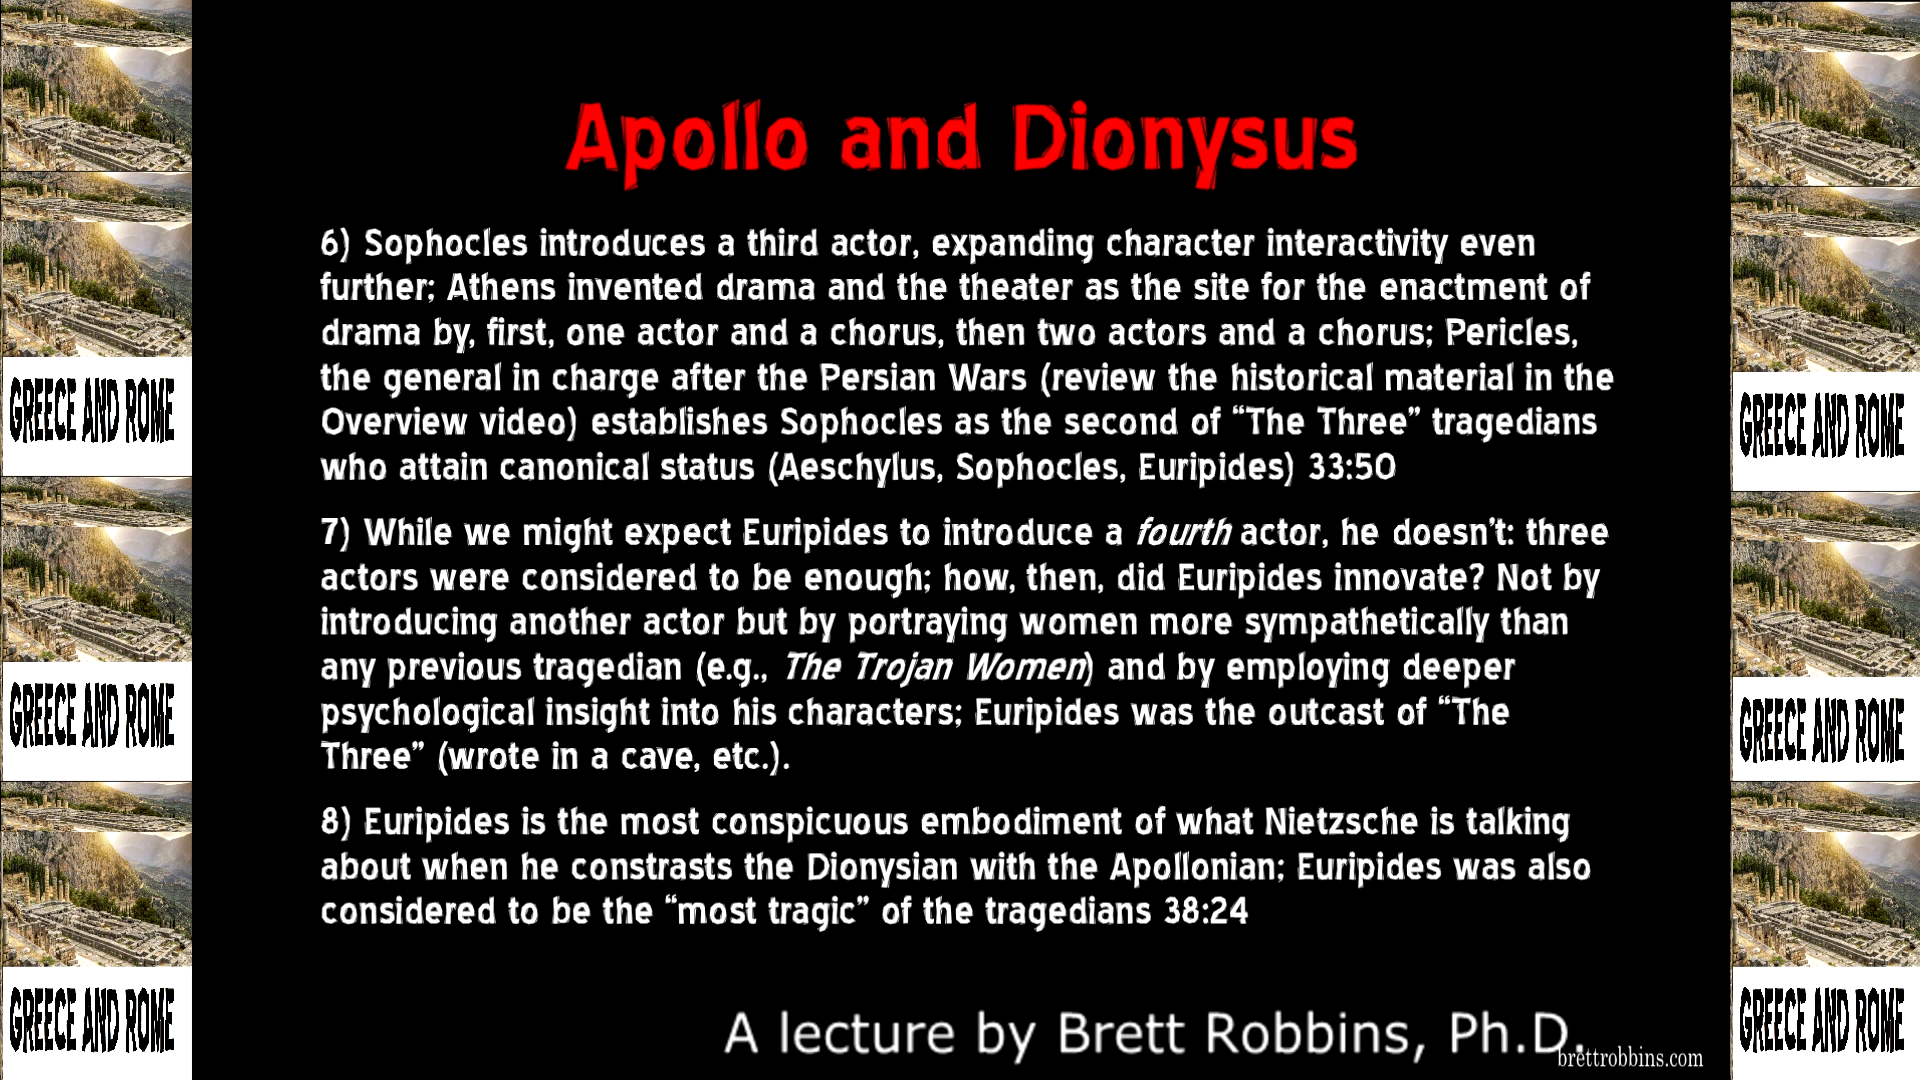 Apollo and Dionysus
6) Sophocles introduces a third actor, expanding character interactivity even
further; Athens invented drama and the theater as the site for the enactment of
drama by, first, one actor and a chorus, then two actors and a chorus; Pericles,
the general in charge after the Persian Wars (review the historical material in the
Overview video) establishes Sophocles as the second of “The Three” tragedians
who attain canonical status (Aeschylus, Sophocles, Euripides) 33:50
7) While we might expect Euripides to introduce a fourth actor, he doesn't: three
actors were considered to be enough; how, then, did Euripides innovate? Not by
introducing another actor but by portraying women more sympathetically than
any previous tragedian (e.g., The Trojan Women) and by employing deeper
psychological insight into his characters; Euripides was the outcast of “The
Three” (wrote in a cave, etc.).
8) Euripides is the most conspicuous embodiment of what Nietzsche is talking
about when he constrasts the Dionysian with the Apollonian; Euripides was also
considered to be the “most tragic” of the tragedians 38:24
A lecture by Brett Robbins, Ph.D.
brettrobbins.com
GREECE AND ROME
GREECE AND ROME
GREECE AND ROME
GREECE AND ROME
GREECE AND ROME
GREECE AND ROME